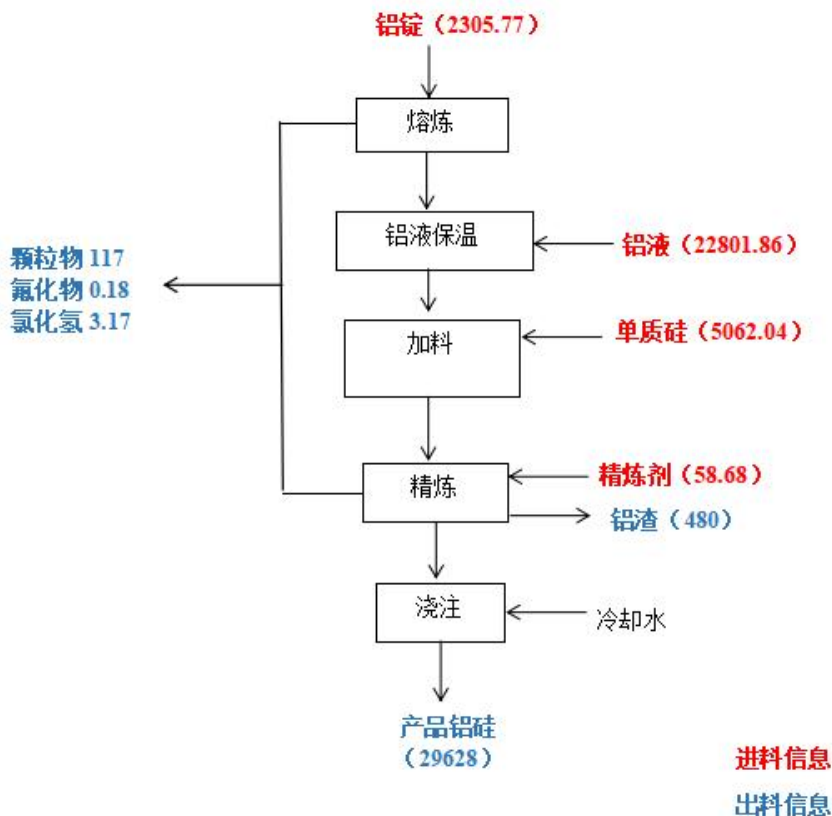 铝锭（2305.77）
熔炼
铝液保温
铝液（22801.86）
颗粒物 117
氟化物 0.18
氯化氢 3.17
加料
单质硅（5062.04）
精炼
精炼剂（58.68）
铝渣（480）
浇注
冷却水
产品铝硅
（29628）
进料信息
出料信息